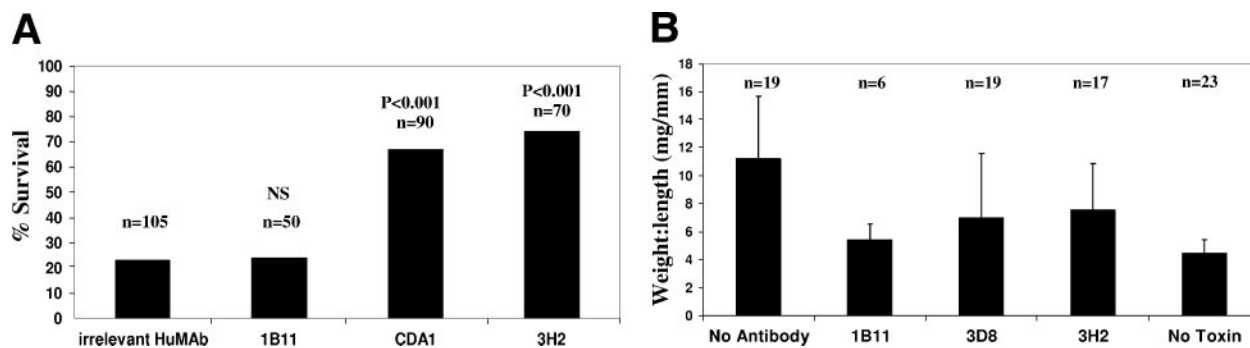 A
% Survival
100
90
80
70
60
50
40
30
20
10
0
n=105
NS
n=50
P<0.001
n=90
P<0.001
n=70
irrelevant HuMAb 1B11 CDA1 3H2
B
Weight:length (mg/mm)
18
16
14
12
10
8
6
4
2
0
n=19 n=6 n=19 n=17 n=23
No Antibody 1B11 3D8 3H2 No Toxin